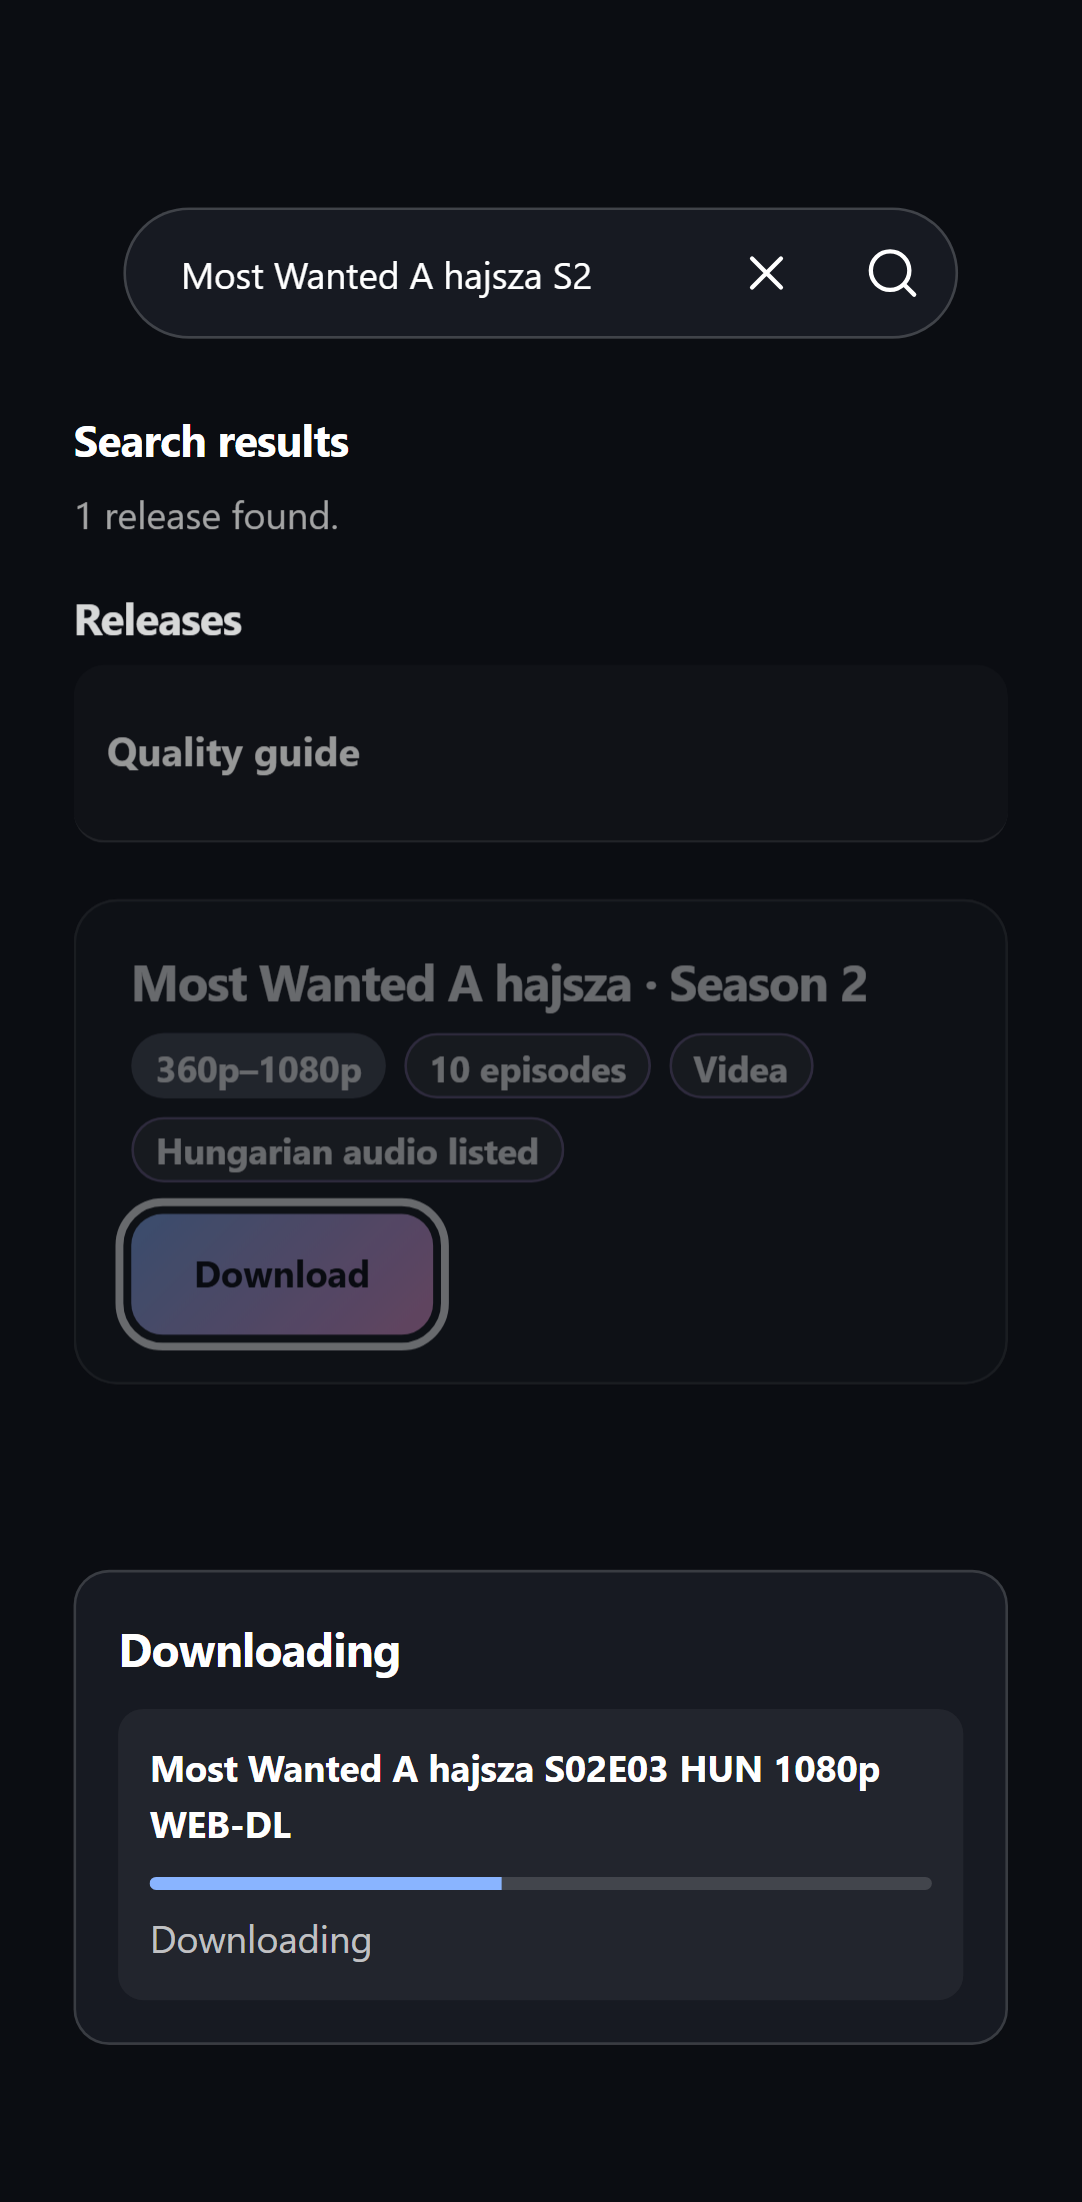 Most Wanted A hajsza S2
Search results
1 release found.
Releases
Quality guide
Most Wanted A hajsza · Season 2
360p–1080p 10 episodes Videa
Hungarian audio listed
Download
Downloading
Most Wanted A hajsza S02E03 HUN 1080p
WEB-DL
Downloading